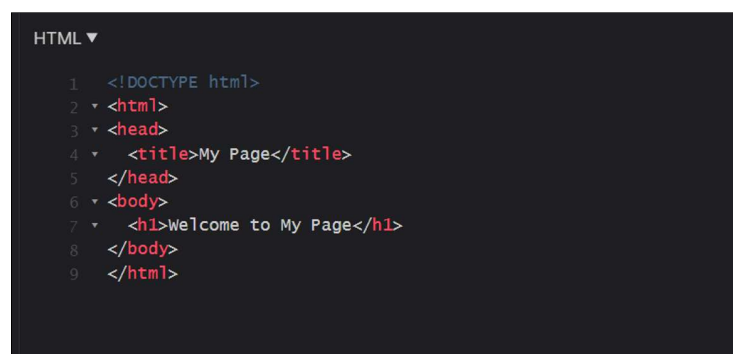 HTML ▼
1 <!DOCTYPE html>
2 ▾ <html>
3 ▾ <head>
4 ▾   <title>My Page</title>
5 </head>
6 ▾ <body>
7 ▾   <h1>Welcome to My Page</h1>
8 </body>
9 </html>